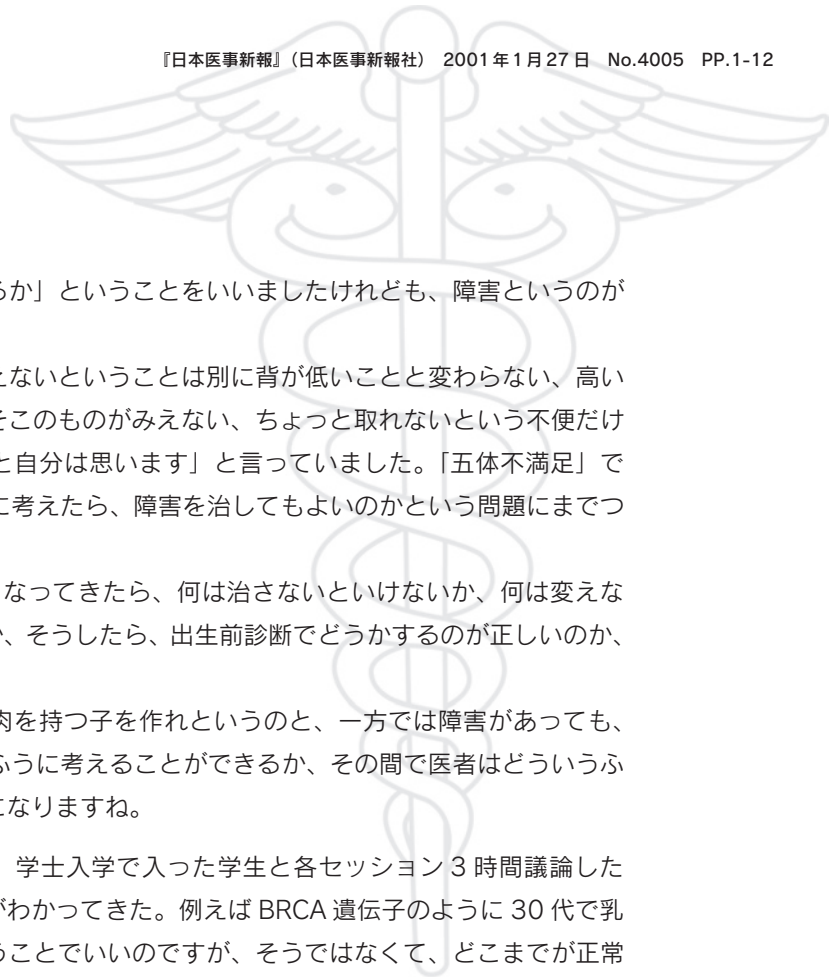 『日本医事新報』（日本医事新報社） 2001年1月27日 No.4005 PP.1-12
るか」ということをいいましたけれども、障害というのが
えないということは別に背が低いことと変わらない、高い
そこのものがみえない、ちょっと取れないという不便だけ
と自分は思います」と言っていました。「五体不満足」で
に考えたら、障害を治してもよいのかという問題にまでつ
なってきたら、何は治さないといけないか、何は変えな
か、そうしたら、出生前診断でどうかするのが正しいのか、
肉を持つ子を作れというのと、一方では障害があっても、
ふうに考えることができるか、その間で医者はどういうふ
になりますね。
学士入学で入った学生と各セッション3時間議論した
がわかってきた。例えば BRCA 遺伝子のように 30 代で乳
ることでいいのですが、そうではなくて、どこまでが正常